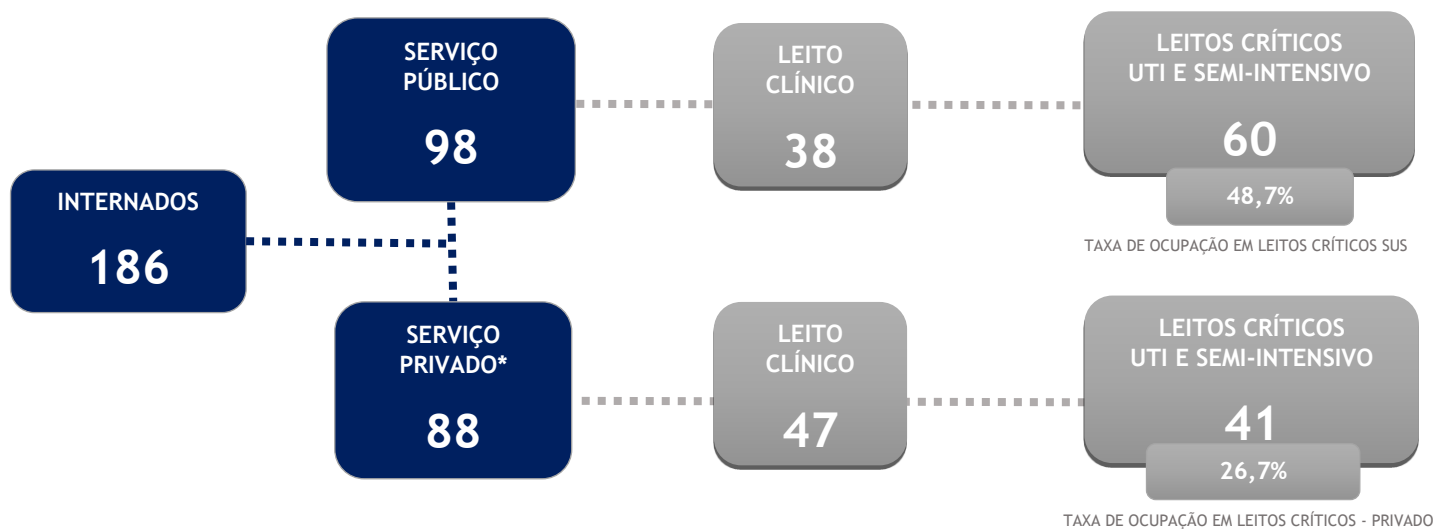 INTERNADOS
186
SERVIÇO
PÚBLICO
98
LEITO
CLÍNICO
38
LEITOS CRÍTICOS
UTI E SEMI-INTENSIVO
60
48,7%
TAXA DE OCUPAÇÃO EM LEITOS CRÍTICOS SUS
SERVIÇO
PRIVADO*
88
LEITO
CLÍNICO
47
LEITOS CRÍTICOS
UTI E SEMI-INTENSIVO
41
26,7%
TAXA DE OCUPAÇÃO EM LEITOS CRÍTICOS - PRIVADO